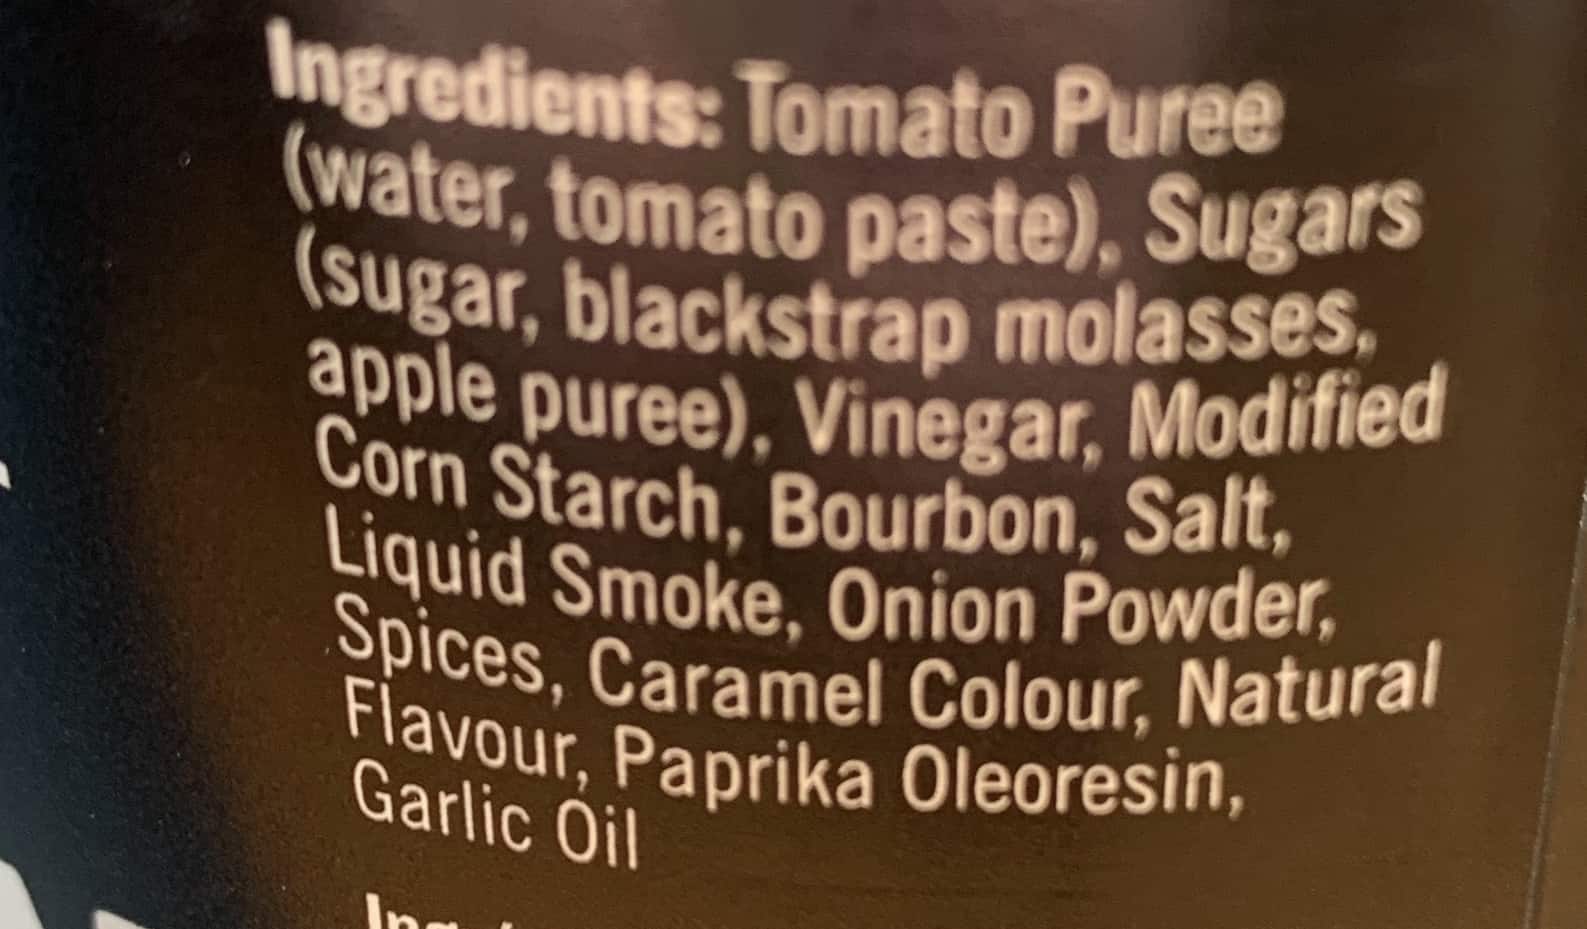 Ingredients: Tomato Puree
(water, tomato paste), Sugars
(sugar, blackstrap molasses,
apple puree), Vinegar, Modified
Corn Starch, Bourbon, Salt,
Liquid Smoke, Onion Powder,
Spices, Caramel Colour, Natural
Flavour, Paprika Oleoresin,
Garlic Oil